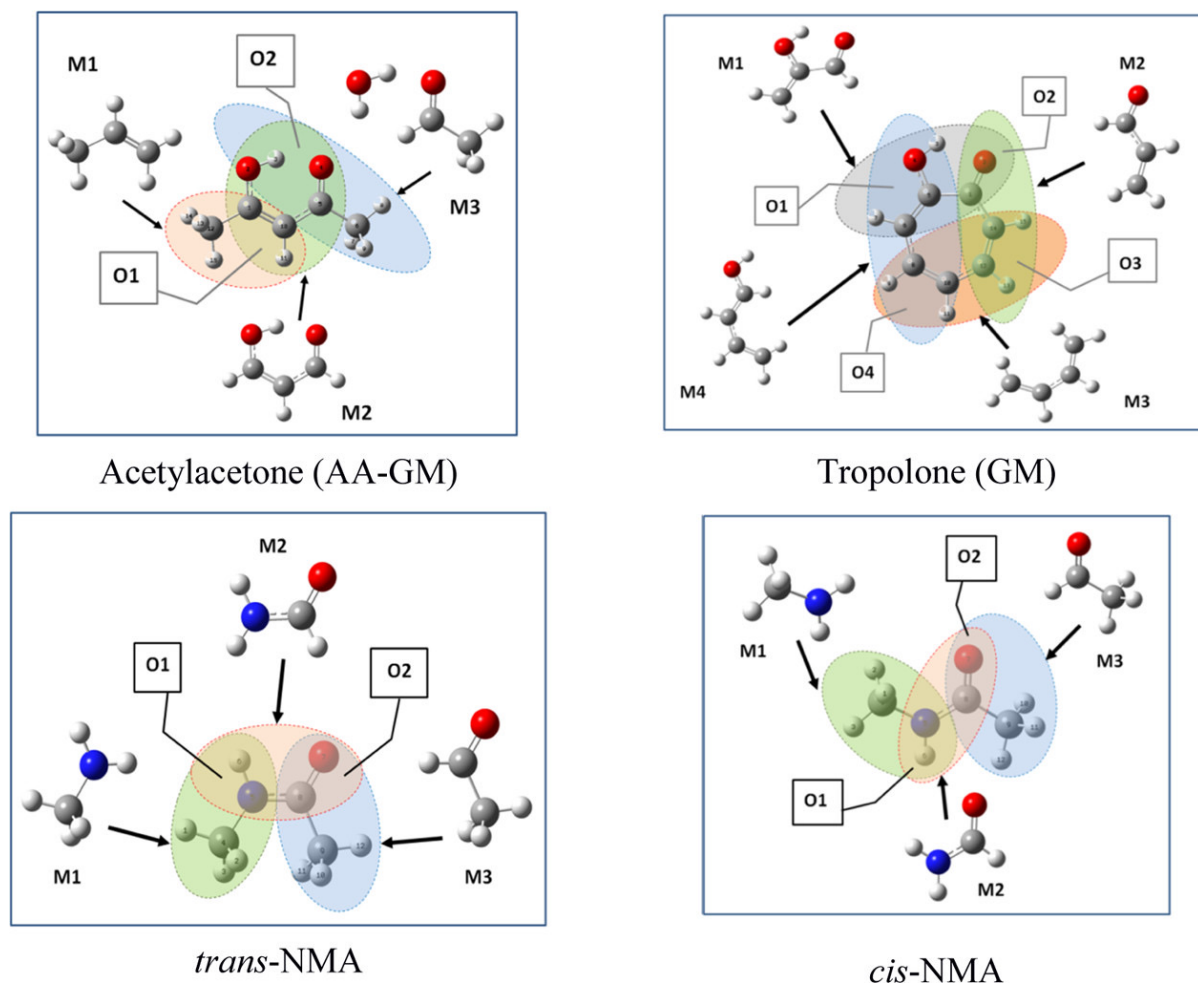 M1
O2
M3
O1
M2
Acetylacetone (AA-GM)
M1
M2
O2
O1
O3
O4
M4
M3
Tropolone (GM)
M2
O1
O2
M1
M3
trans-NMA
O2
M1
M3
O1
M2
cis-NMA